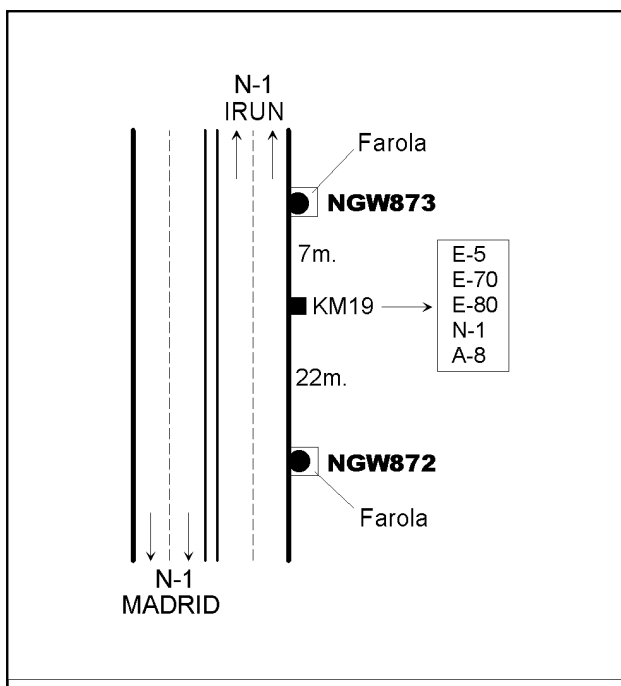 N-1
IRUN
Farola
NGW873
7m.
KM19
E-5
E-70
E-80
N-1
A-8
22m.
NGW872
Farola
N-1
MADRID